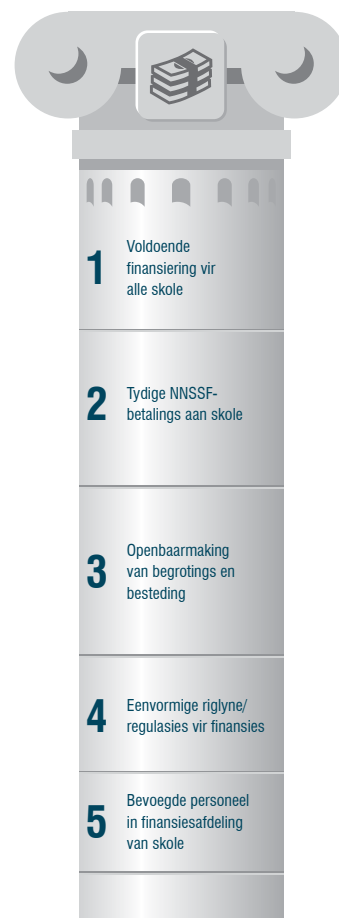 1
Voldoende
finansiering vir
alle skole
2
Tydige NNSSF-
betalings aan skole
3
Openbaarmaking
van begrotings en
besteding
4
Eenvormige riglyne/
regulasies vir finansies
5
Bevoegde personeel
in finansiesafdeling
van skole